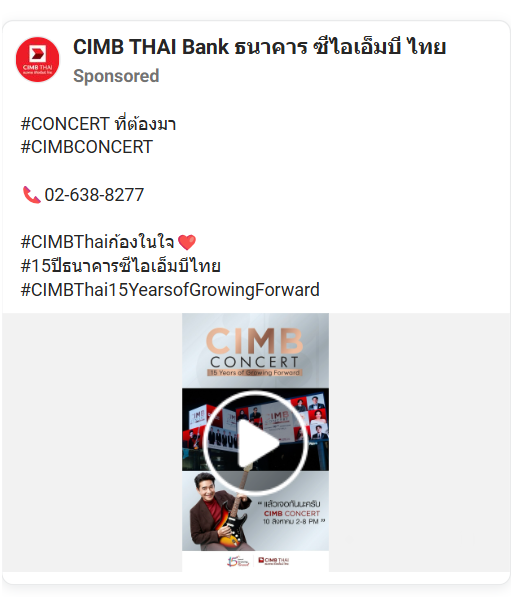 CIMB THAI Bank ธนาคาร ซีไอเอ็มบี ไทย
Sponsored
#CONCERT ที่ต้องมา
#CIMBCONCERT
02-638-8277
#CIMBThaiก้องในใจ
#15ปีธนาคารซีไอเอ็มบีไทย
#CIMBThai15YearsofGrowingForward
CIMB
CONCERT
15 Years of Growing Forward
CIMB
" แล้วเจอกันนะครับ
CIMB CONCERT
10 สิงหาคม 2-8 PM "
15
CIMB THAI